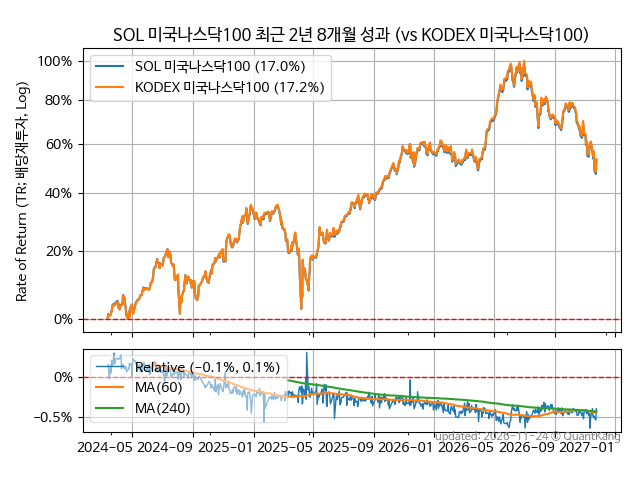 SOL 미국나스닥100 최근 2년 8개월 성과 (vs KODEX 미국나스닥100)
Rate of Return (TR: 배당재투자, Log)
100%
80%
60%
40%
20%
0%
SOL 미국나스닥100 (17.0%)
KODEX 미국나스닥100 (17.2%)
0%
−0.5%
Relative (−0.1%, 0.1%)
MA(60)
MA(240)
updated: 2026-11-24 © QuantKang
2024-05 2024-09 2025-01 2025-05 2025-09 2026-01 2026-05 2026-09 2027-01